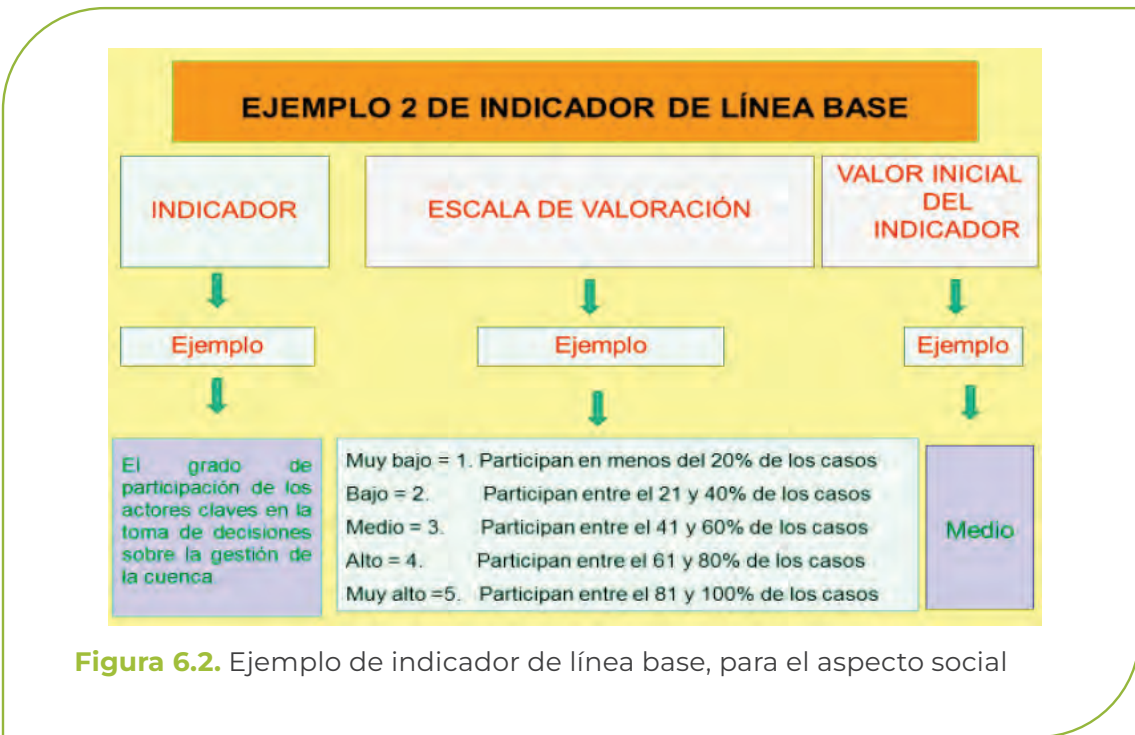 EJEMPLO 2 DE INDICADOR DE LÍNEA BASE
INDICADOR
ESCALA DE VALORACIÓN
VALOR INICIAL
DEL
INDICADOR
Ejemplo
Ejemplo
Ejemplo
El grado de
participación de los
actores claves en la
toma de decisiones
sobre la gestión de
la cuenca
Muy bajo = 1. Participan en menos del 20% de los casos
Bajo = 2. Participan entre el 21 y 40% de los casos
Medio = 3. Participan entre el 41 y 60% de los casos
Alto = 4. Participan entre el 61 y 80% de los casos
Muy alto =5. Participan entre el 81 y 100% de los casos
Medio
Figura 6.2. Ejemplo de indicador de línea base, para el aspecto social